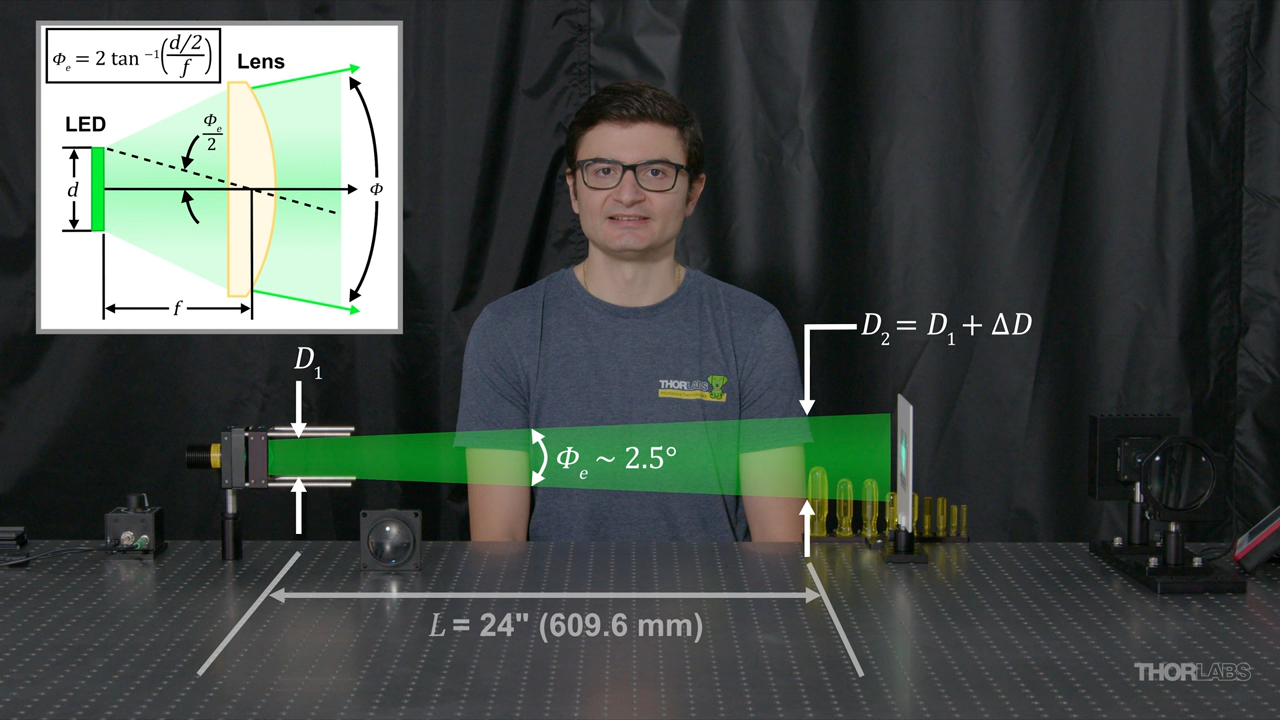 Φₑ = 2 tan ⁻¹(d/2 / f)
Lens
LED
Φₑ/2
d
Φ
f
D₁
D₂ = D₁ + ΔD
THORLABS
Φₑ ~ 2.5°
L = 24" (609.6 mm)
THORLABS